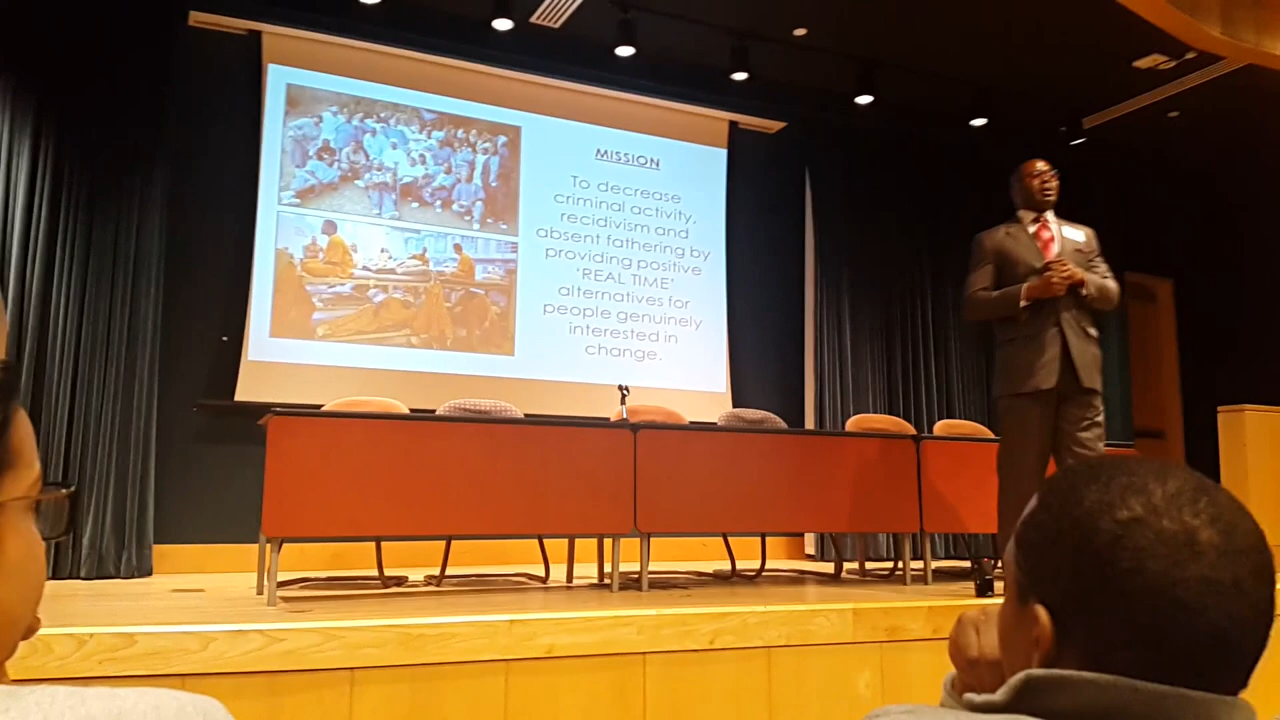 MISSION
To decrease
criminal activity,
recidivism and
absent fathering by
providing positive
'REAL TIME'
alternatives for
people genuinely
interested in
change.